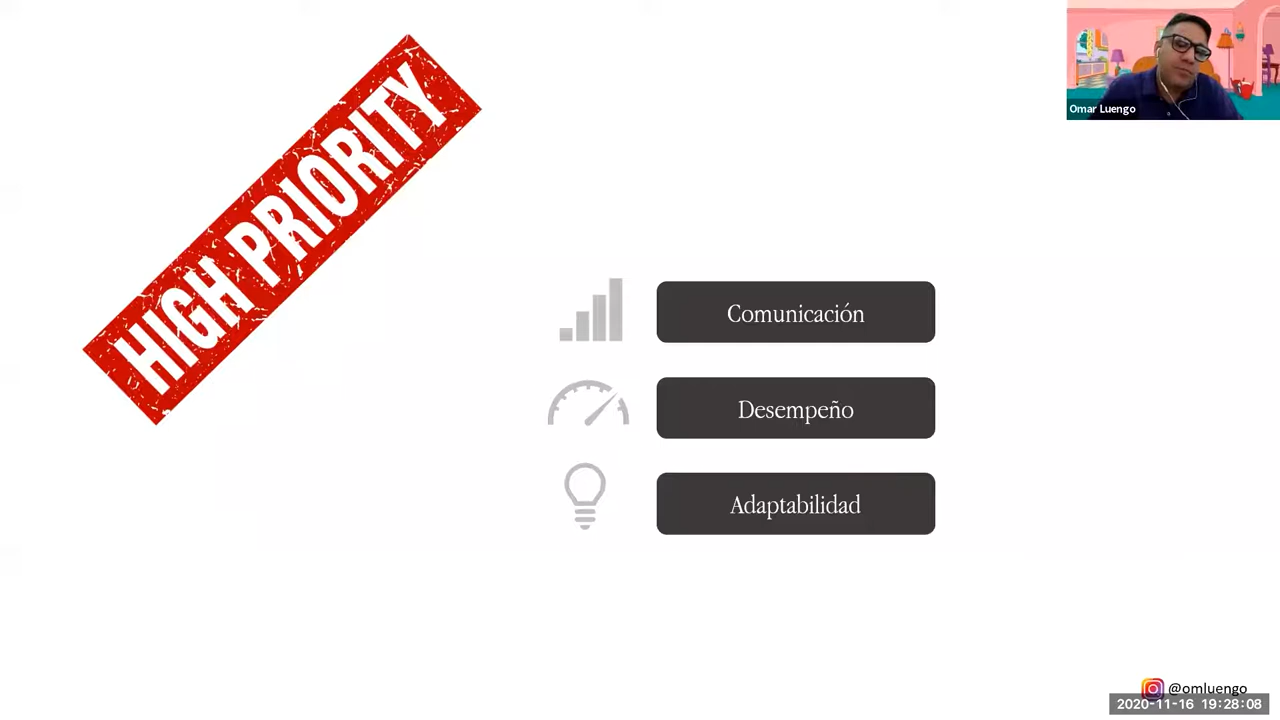 HIGH PRIORITY
Omar Luengo
Comunicación
Desempeño
Adaptabilidad
@omluengo
2020-11-16 19:28:08